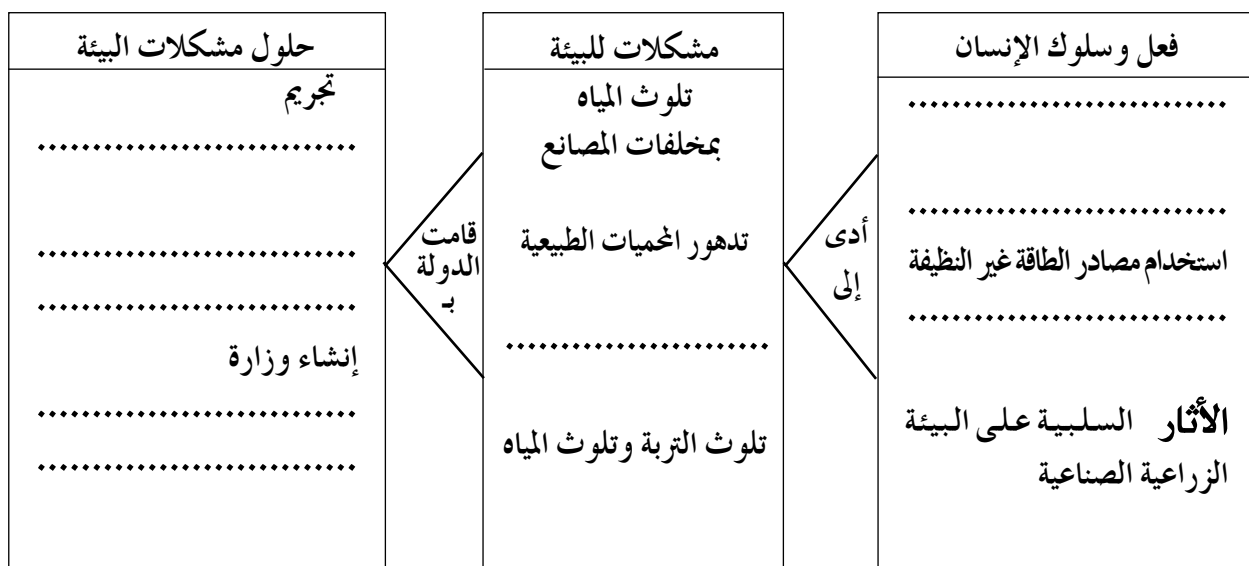 فعل وسلوك الإنسان
..............................
..............................
استخدام مصادر الطاقة غير النظيفة
..............................
الأثار السلبية على البيئة
الزراعية الصناعية
أدى
إلى
مشكلات للبيئة
تلوث المياه
بمخلفات المصانع
تدهور المحميات الطبيعية
.........................
تلوث التربة وتلوث المياه
قامت
الدولة
بـ
حلول مشكلات البيئة
تجريم
..............................
..............................
..............................
إنشاء وزارة
..............................
..............................